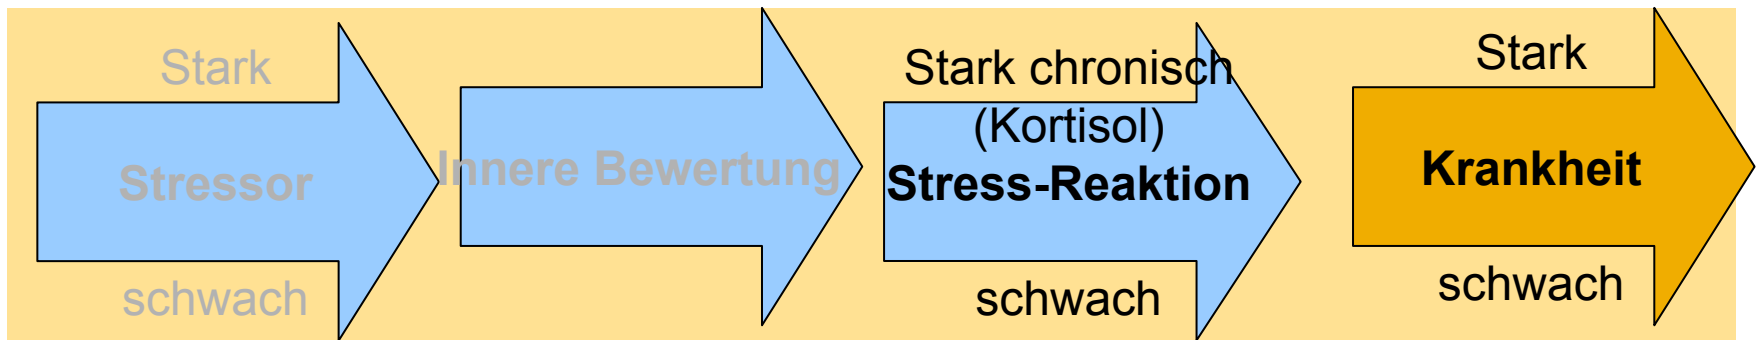 Stark
Stressor
schwach
Innere Bewertung
Stark chronisch
(Kortisol)
Stress-Reaktion
schwach
Stark
Krankheit
schwach